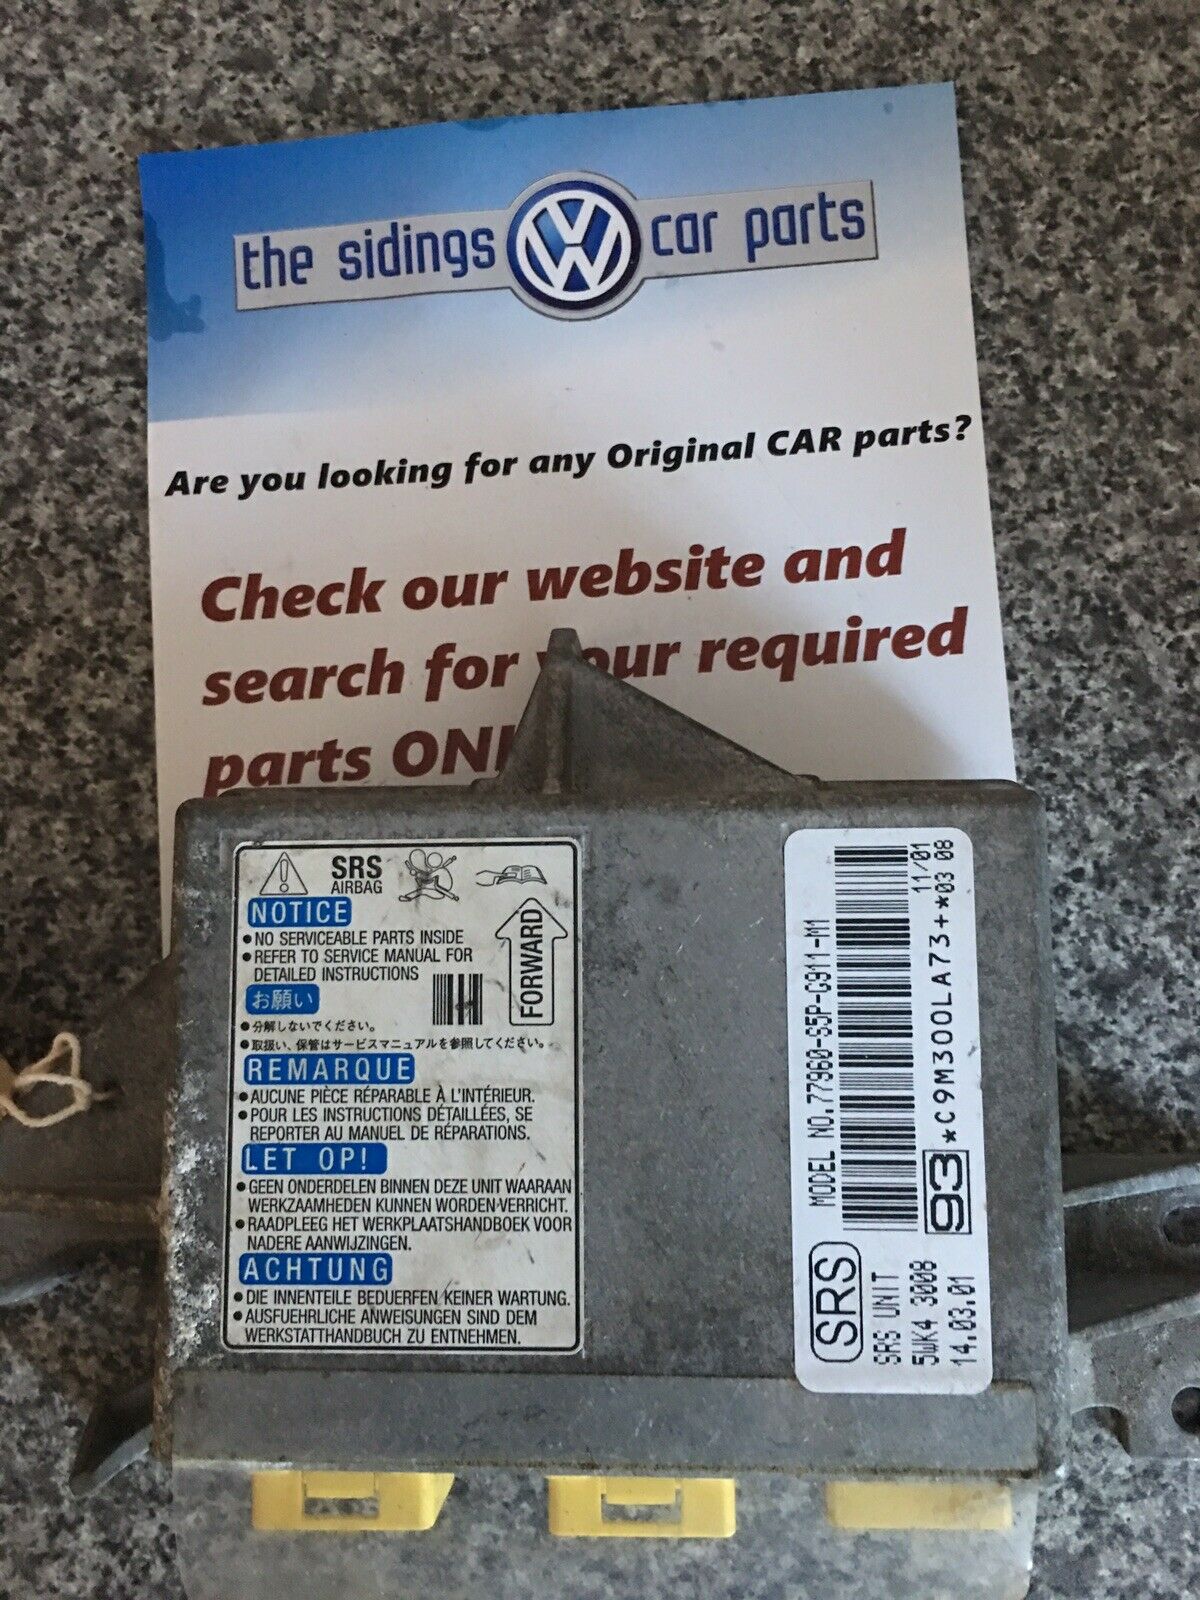 the sidings VW car parts
Are you looking for any Original CAR parts?
Check our website and
search for your required
parts
SRS
AIRBAG
NOTICE
• NO SERVICEABLE PARTS INSIDE
• REFER TO SERVICE MANUAL FOR
DETAILED INSTRUCTIONS
FORWARD
お願い
• 分解しないでください。
• 取扱い、保管はサービスマニュアルを参照してください。
REMARQUE
• AUCUNE PIÈCE RÉPARABLE À L'INTÉRIEUR.
• POUR LES INSTRUCTIONS DÉTAILLÉES, SE
REPORTER AU MANUEL DE RÉPARATIONS.
LET OP!
• GEEN ONDERDELEN BINNEN DEZE UNIT WAARAAN
WERKZAAMHEDEN KUNNEN WORDEN VERRICHT.
• RAADPLEEG HET WERKPLAATSHANDBOEK VOOR
NADERE AANWIJZINGEN.
ACHTUNG
• DIE INNENTEILE BEDUERFEN KEINER WARTUNG.
• AUSFUEHRLICHE ANWEISUNGEN SIND DEM
WERKSTATTHANDBUCH ZU ENTNEHMEN.
SRS MODEL NO.77960-S5P-G911-M1
SRS UNIT
5WK4 3008 11/01
14.03.01 93 *C9M300LA73+*03 08